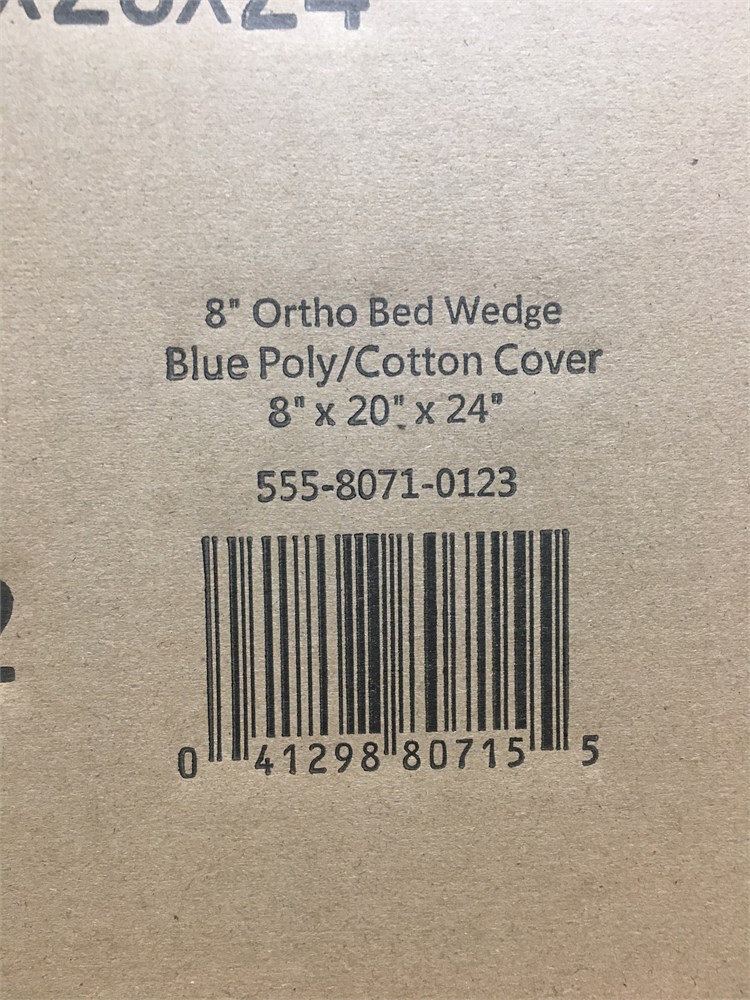 8" Ortho Bed Wedge
Blue Poly/Cotton Cover
8" x 20" x 24"
555-8071-0123
0 41298 80715 5